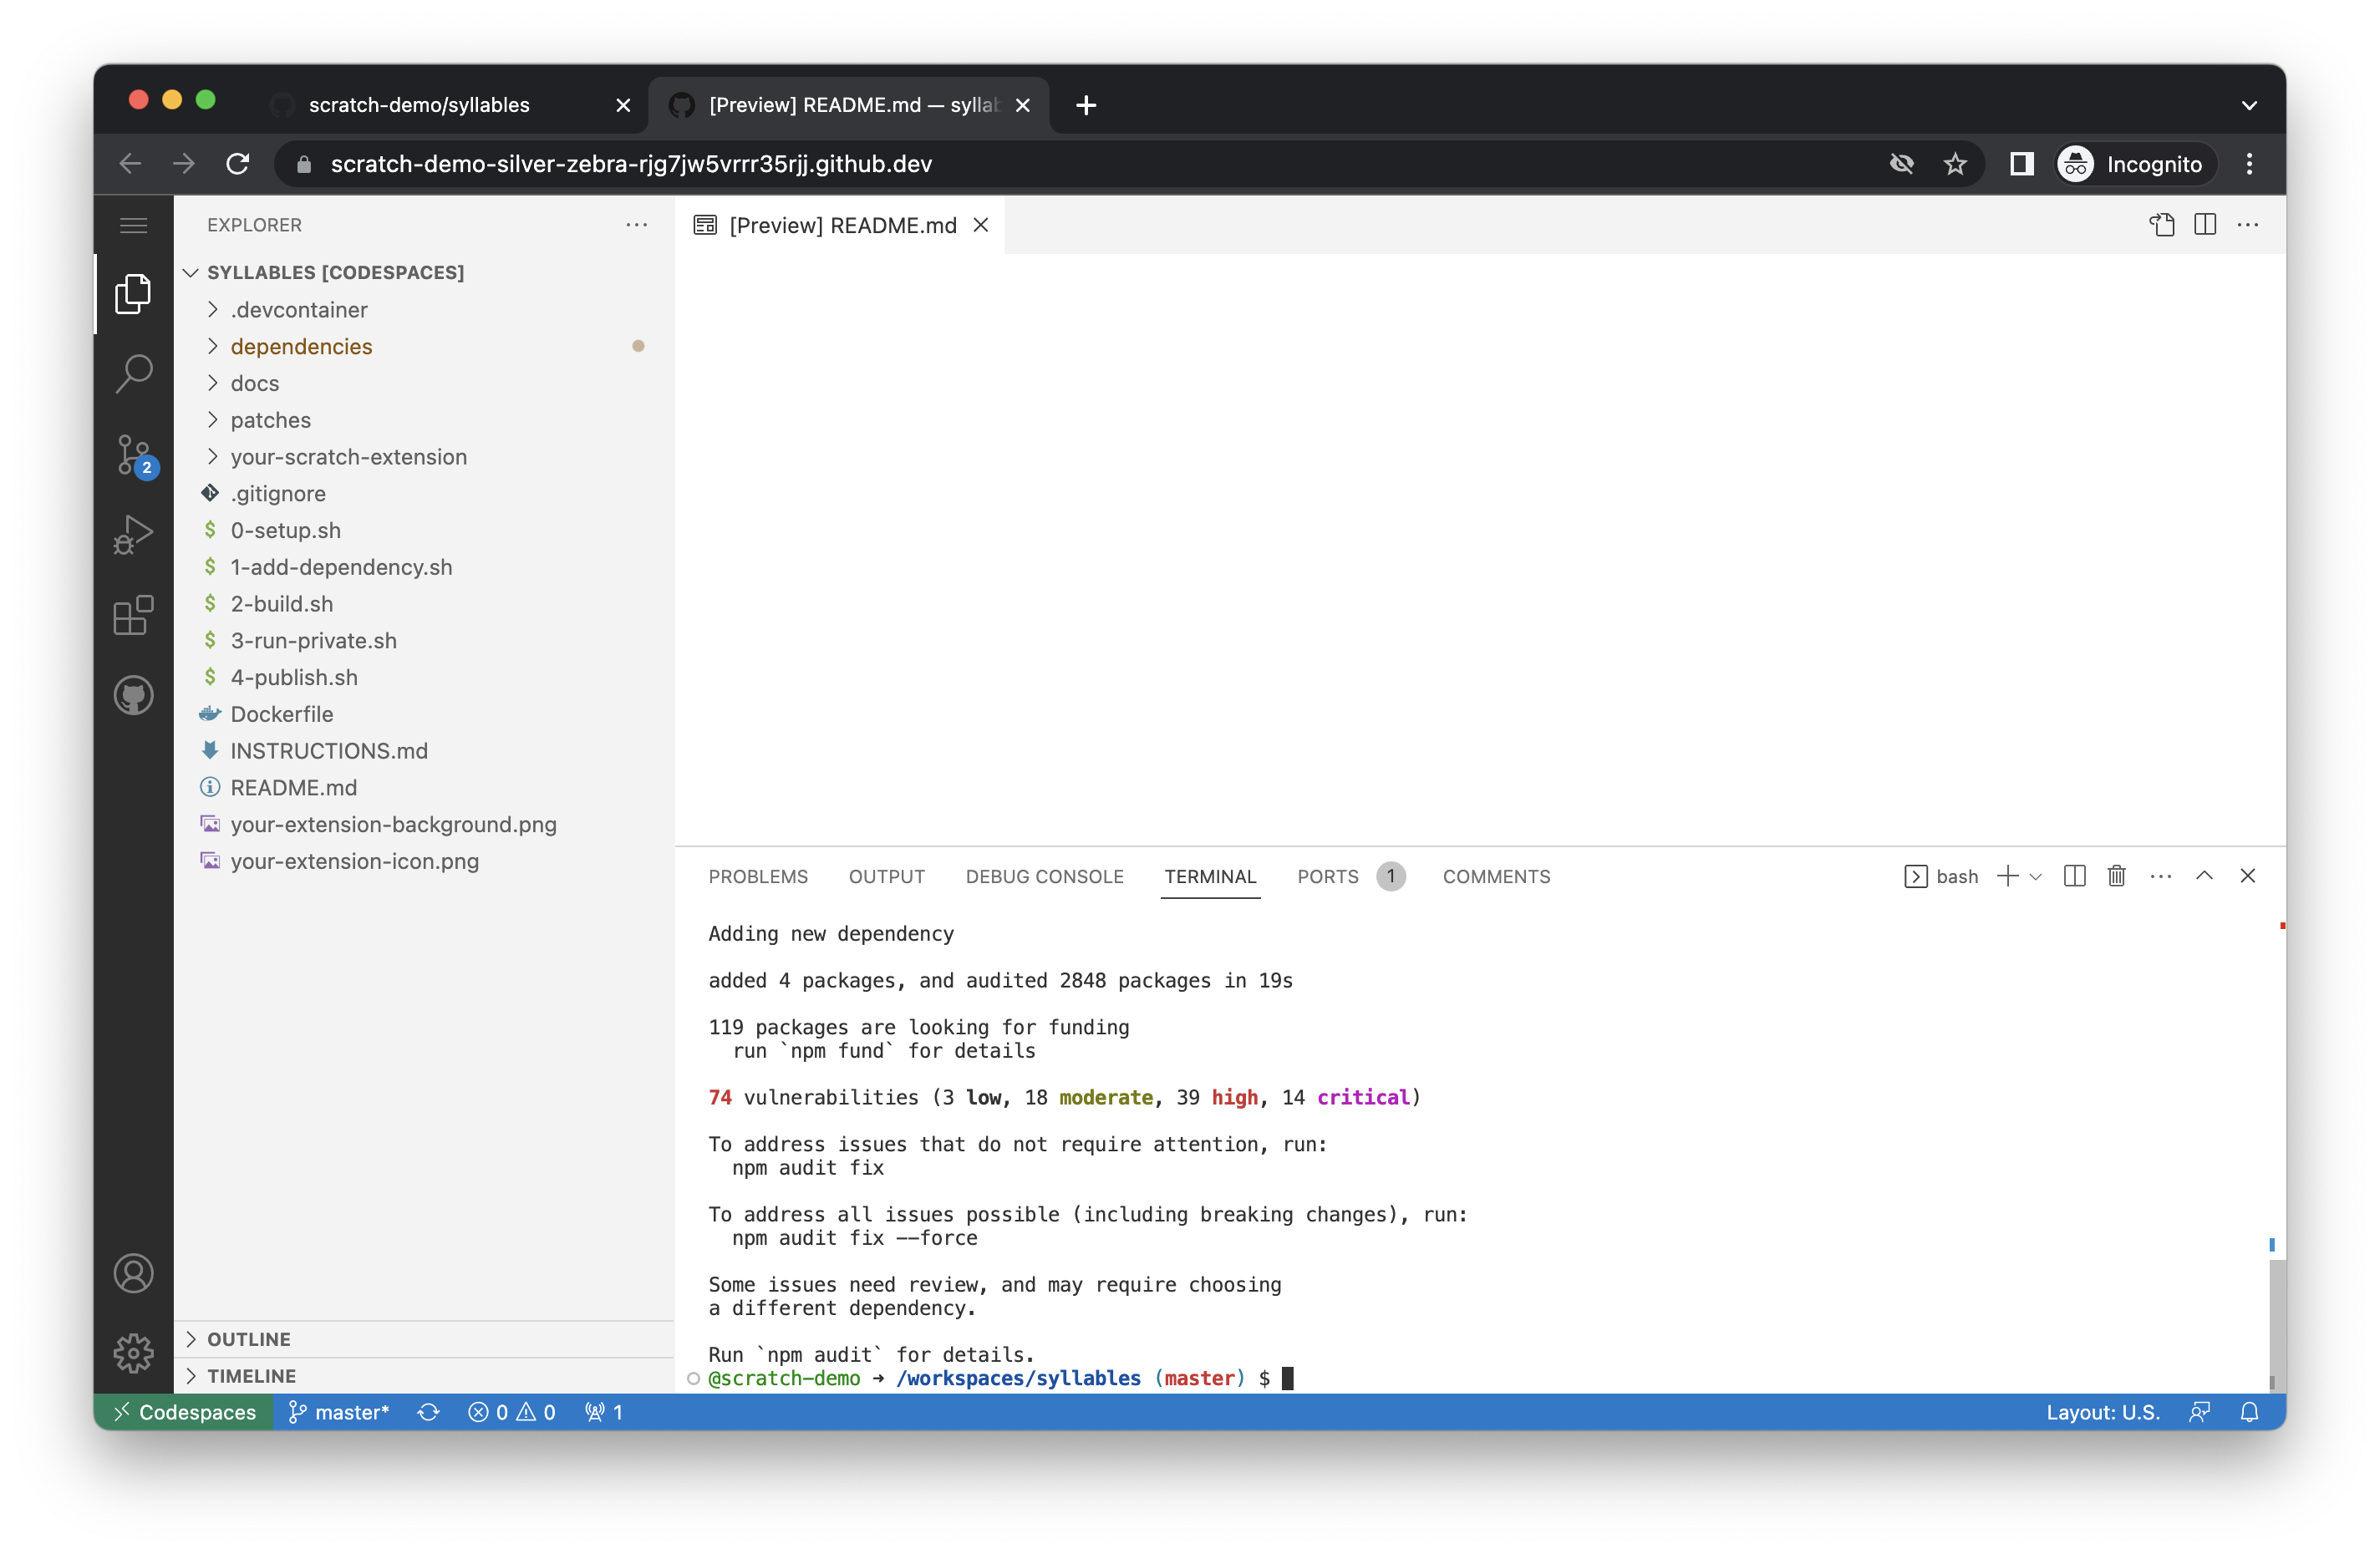 scratch-demo/syllables
[Preview] README.md — syllab
scratch-demo-silver-zebra-rjg7jw5vrrr35rjj.github.dev
Incognito
EXPLORER
SYLLABLES [CODESPACES]
.devcontainer
dependencies
docs
patches
your-scratch-extension
.gitignore
$ 0-setup.sh
$ 1-add-dependency.sh
$ 2-build.sh
$ 3-run-private.sh
$ 4-publish.sh
Dockerfile
INSTRUCTIONS.md
README.md
your-extension-background.png
your-extension-icon.png
OUTLINE
TIMELINE
2
[Preview] README.md
PROBLEMS OUTPUT DEBUG CONSOLE TERMINAL PORTS 1 COMMENTS
bash
Adding new dependency
added 4 packages, and audited 2848 packages in 19s
119 packages are looking for funding
run `npm fund` for details
74 vulnerabilities (3 low, 18 moderate, 39 high, 14 critical)
To address issues that do not require attention, run:
npm audit fix
To address all issues possible (including breaking changes), run:
npm audit fix --force
Some issues need review, and may require choosing
a different dependency.
Run `npm audit` for details.
@scratch-demo ➜ /workspaces/syllables (master) $
Codespaces master* 0 0 1
Layout: U.S.